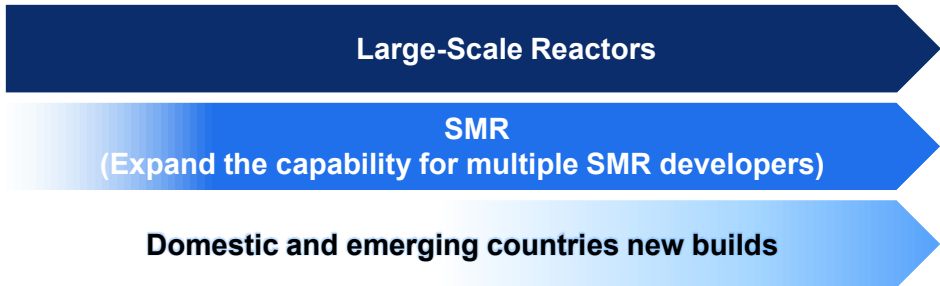 Large-Scale Reactors
SMR
(Expand the capability for multiple SMR developers)
Domestic and emerging countries new builds